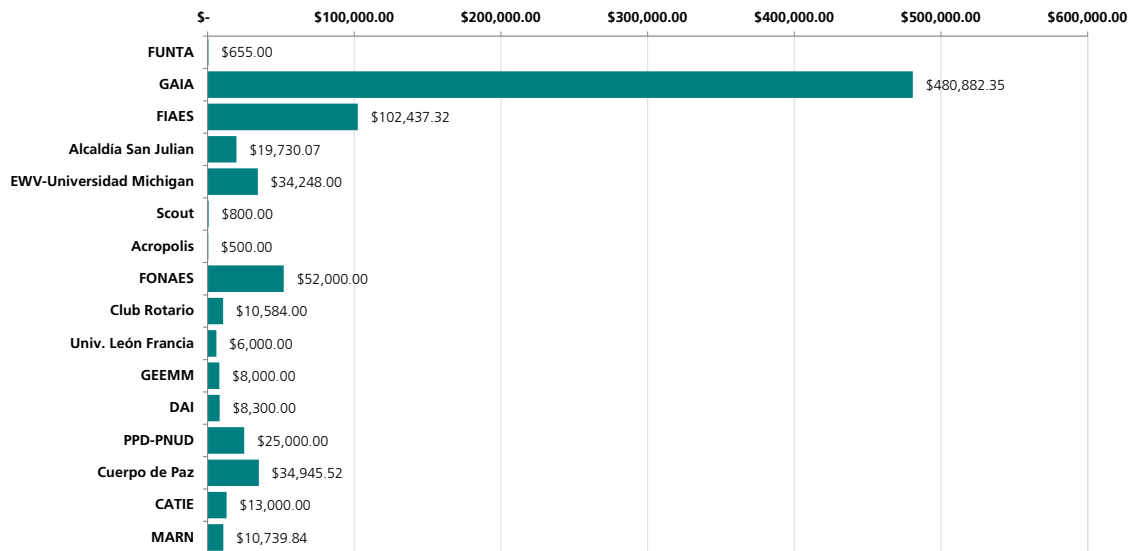 $- $100,000.00 $200,000.00 $300,000.00 $400,000.00 $500,000.00 $600,000.00
FUNTA $655.00
GAIA $480,882.35
FIAES $102,437.32
Alcaldía San Julian $19,730.07
EWV-Universidad Michigan $34,248.00
Scout $800.00
Acropolis $500.00
FONAES $52,000.00
Club Rotario $10,584.00
Univ. León Francia $6,000.00
GEEMM $8,000.00
DAI $8,300.00
PPD-PNUD $25,000.00
Cuerpo de Paz $34,945.52
CATIE $13,000.00
MARN $10,739.84